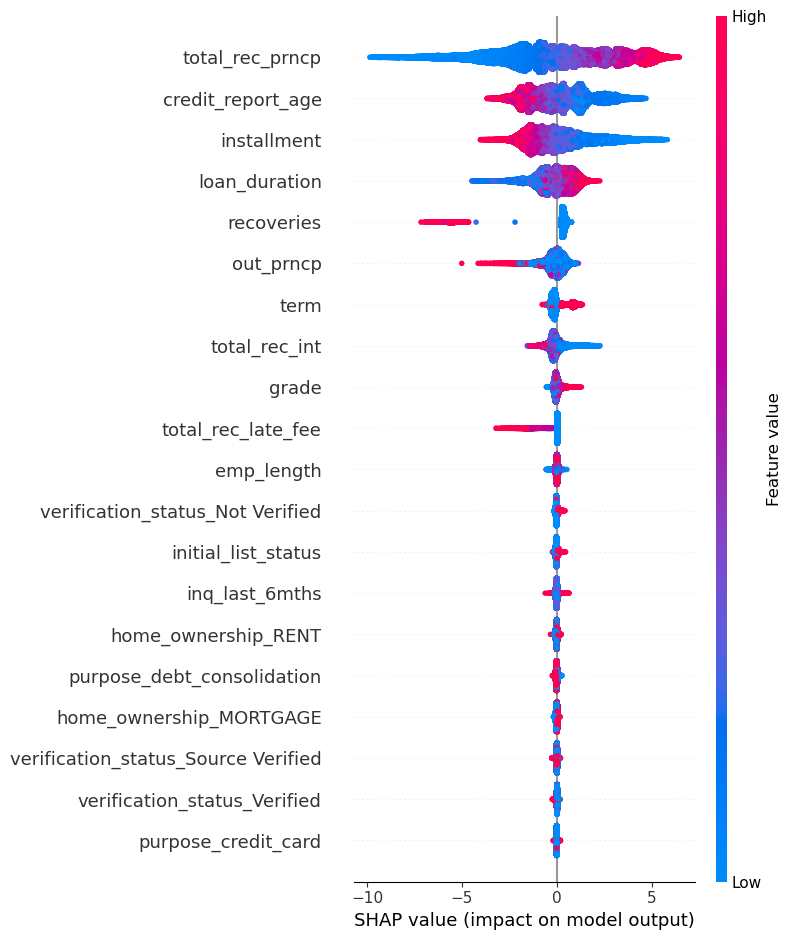 High
total_rec_prncp
credit_report_age
installment
loan_duration
recoveries
out_prncp
term
total_rec_int
grade
total_rec_late_fee
emp_length
verification_status_Not Verified
initial_list_status
inq_last_6mths
home_ownership_RENT
purpose_debt_consolidation
home_ownership_MORTGAGE
verification_status_Source Verified
verification_status_Verified
purpose_credit_card
Feature value
Low
−10 −5 0 5
SHAP value (impact on model output)